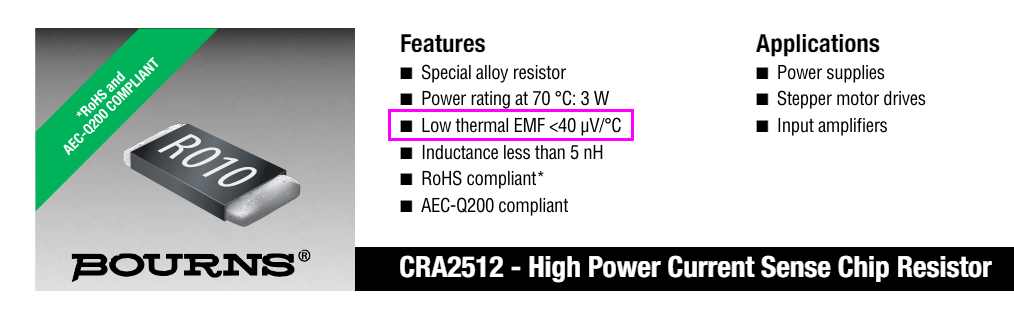 *RoHS and
AEC-Q200 COMPLIANT
R010
BOURNS®
Features
■ Special alloy resistor
■ Power rating at 70 °C: 3 W
■ Low thermal EMF <40 µV/°C
■ Inductance less than 5 nH
■ RoHS compliant*
■ AEC-Q200 compliant
Applications
■ Power supplies
■ Stepper motor drives
■ Input amplifiers
CRA2512 - High Power Current Sense Chip Resistor